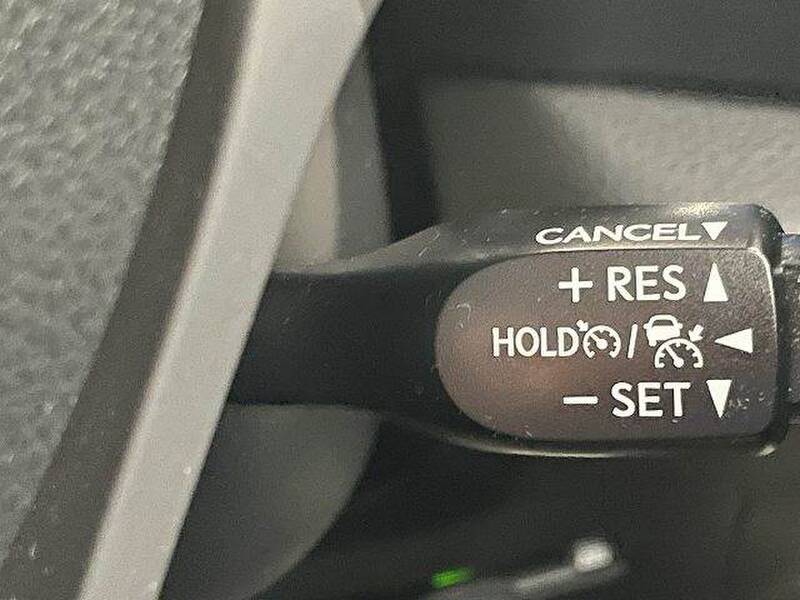 CANCEL▼
+ RES ▲
HOLD / ◀
− SET ▼